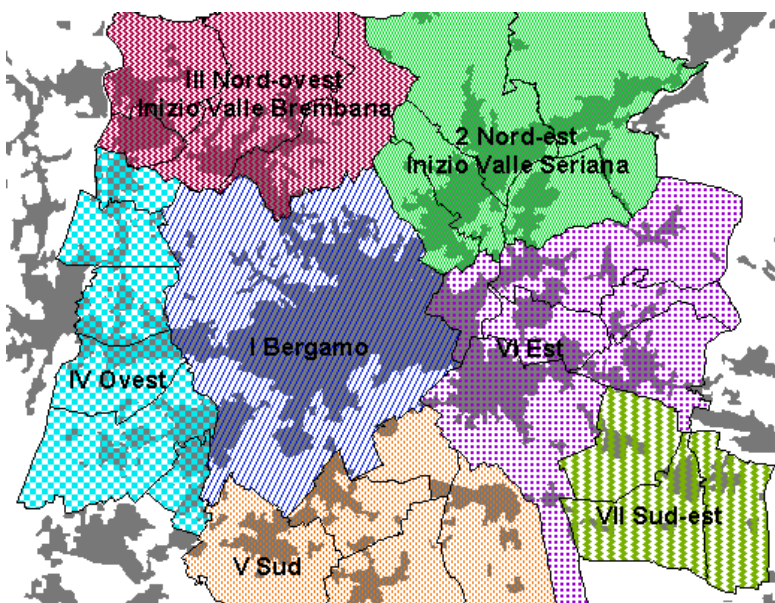 III Nord-ovest
Inizio Valle Brembana
2 Nord-est
Inizio Valle Seriana
I Bergamo
VI Est
IV Ovest
VII Sud-est
V Sud